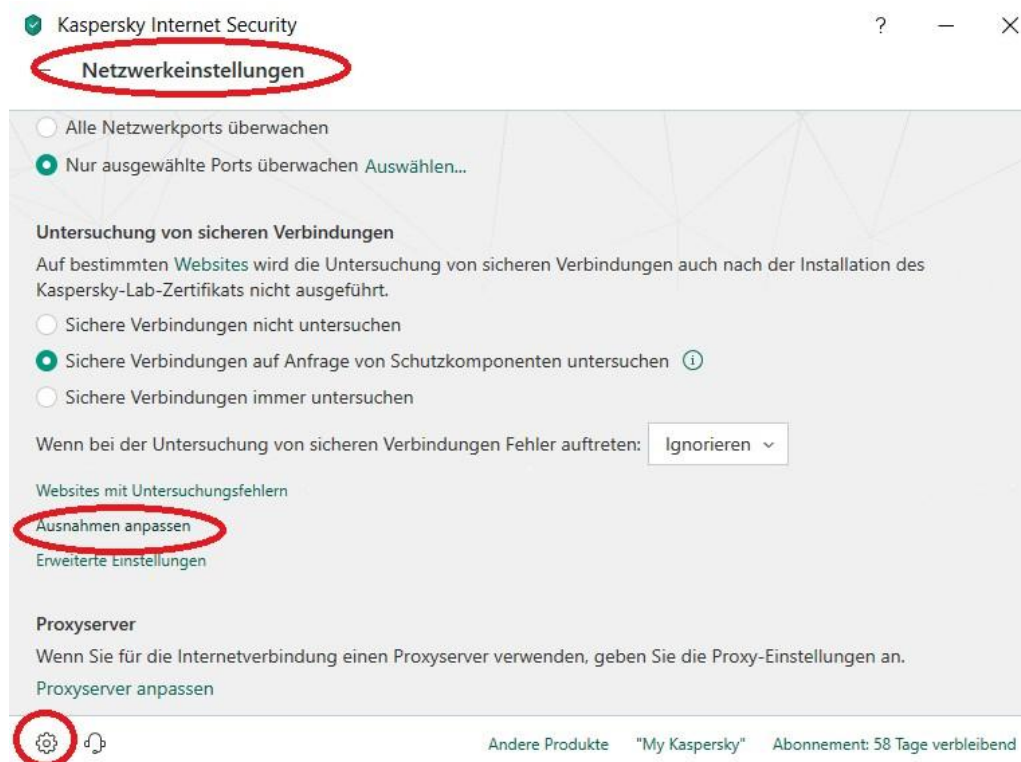 Kaspersky Internet Security
Netzwerkeinstellungen
Alle Netzwerkports überwachen
Nur ausgewählte Ports überwachen Auswählen...
Untersuchung von sicheren Verbindungen
Auf bestimmten Websites wird die Untersuchung von sicheren Verbindungen auch nach der Installation des
Kaspersky-Lab-Zertifikats nicht ausgeführt.
Sichere Verbindungen nicht untersuchen
Sichere Verbindungen auf Anfrage von Schutzkomponenten untersuchen
Sichere Verbindungen immer untersuchen
Wenn bei der Untersuchung von sicheren Verbindungen Fehler auftreten: Ignorieren
Websites mit Untersuchungsfehlern
Ausnahmen anpassen
Erweiterte Einstellungen
Proxyserver
Wenn Sie für die Internetverbindung einen Proxyserver verwenden, geben Sie die Proxy-Einstellungen an.
Proxyserver anpassen
Andere Produkte "My Kaspersky" Abonnement: 58 Tage verbleibend